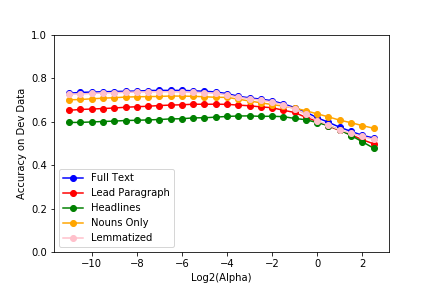 1.0
0.8
0.6
0.4
0.2
0.0
Accuracy on Dev Data
Full Text
Lead Paragraph
Headlines
Nouns Only
Lemmatized
−10 −8 −6 −4 −2 0 2
Log2(Alpha)